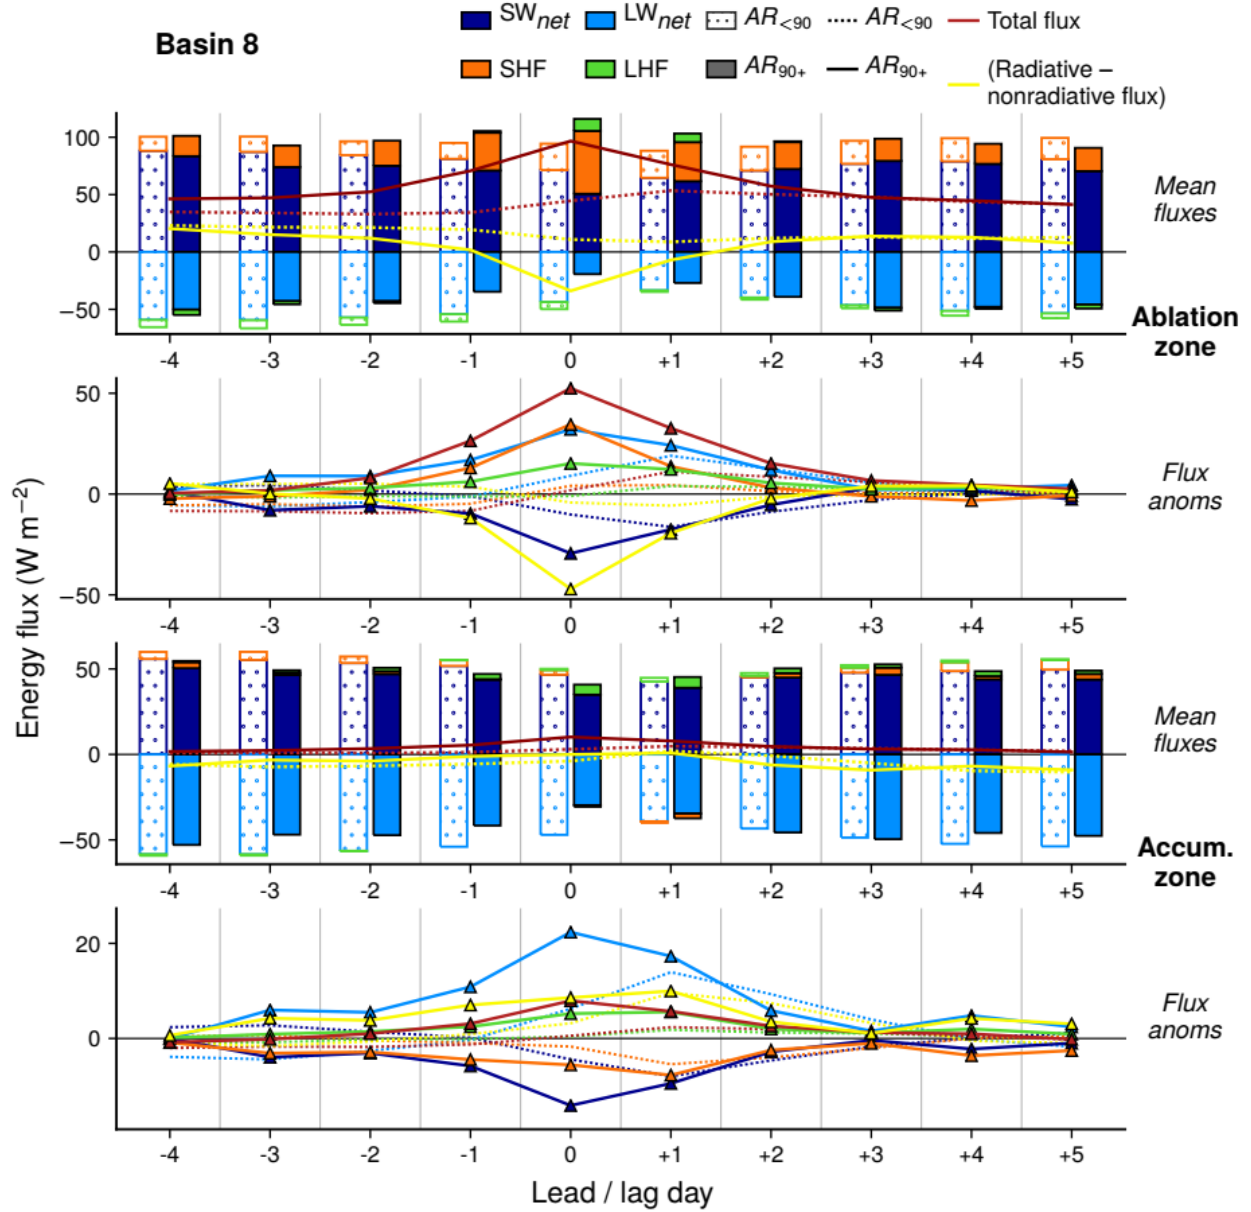 Basin 8
SWnet LWnet AR<90 AR<90 Total flux
SHF LHF AR90+ AR90+ (Radiative –
nonradiative flux)
100
50
0
−50
-4 -3 -2 -1 0 +1 +2 +3 +4 +5
Mean
fluxes
Ablation
zone
50
0
−50
-4 -3 -2 -1 0 +1 +2 +3 +4 +5
Flux
anoms
Energy flux (W m−2)
50
0
−50
-4 -3 -2 -1 0 +1 +2 +3 +4 +5
Mean
fluxes
Accum.
zone
20
0
-4 -3 -2 -1 0 +1 +2 +3 +4 +5
Flux
anoms
Lead / lag day